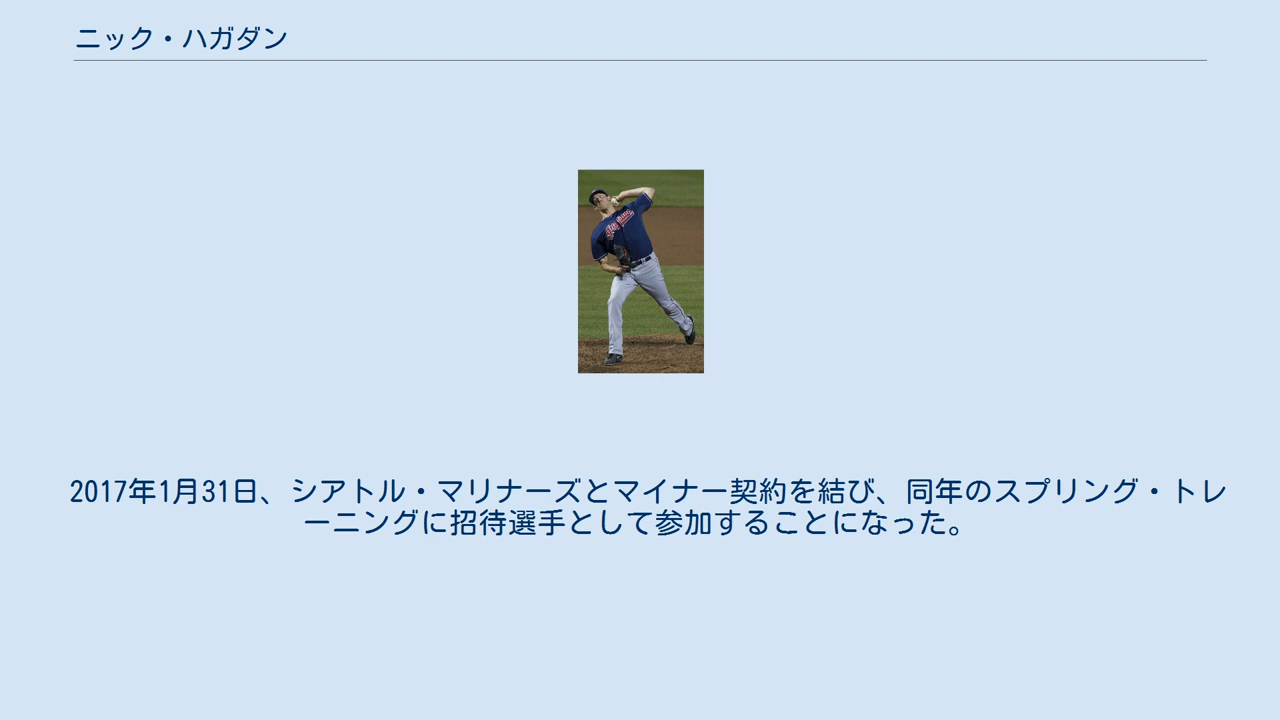 ニック・ハガダン
2017年1月31日、シアトル・マリナーズとマイナー契約を結び、同年のスプリング・トレ
ーニングに招待選手として参加することになった。